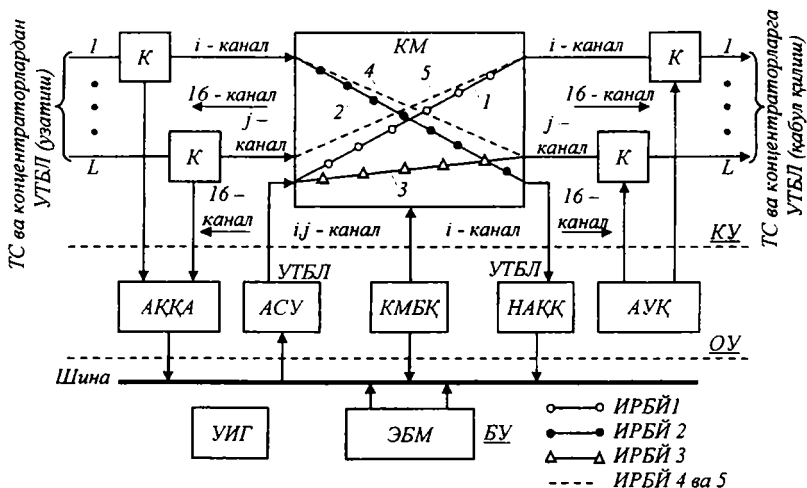 ТС ва концентраторлардан
УТБЛ (узатиш)
1
L
К
К
i - канал
16 - канал
j –
канал
16 –
канал
КМ
4
5
2
1
3
i - канал
16 - канал
j –
канал
16 –
канал
К
К
1
L
ТС ва концентраторларга
УТБЛ (қабул қилиш)
i,j - канал
i - канал
КУ
УТБЛ
УТБЛ
АҚҚА
АСУ
КМБҚ
НАҚҚ
АУҚ
ОУ
Шина
УИГ
ЭБМ
БУ
ИРБЙ1
ИРБЙ 2
ИРБЙ 3
ИРБЙ 4 ва 5